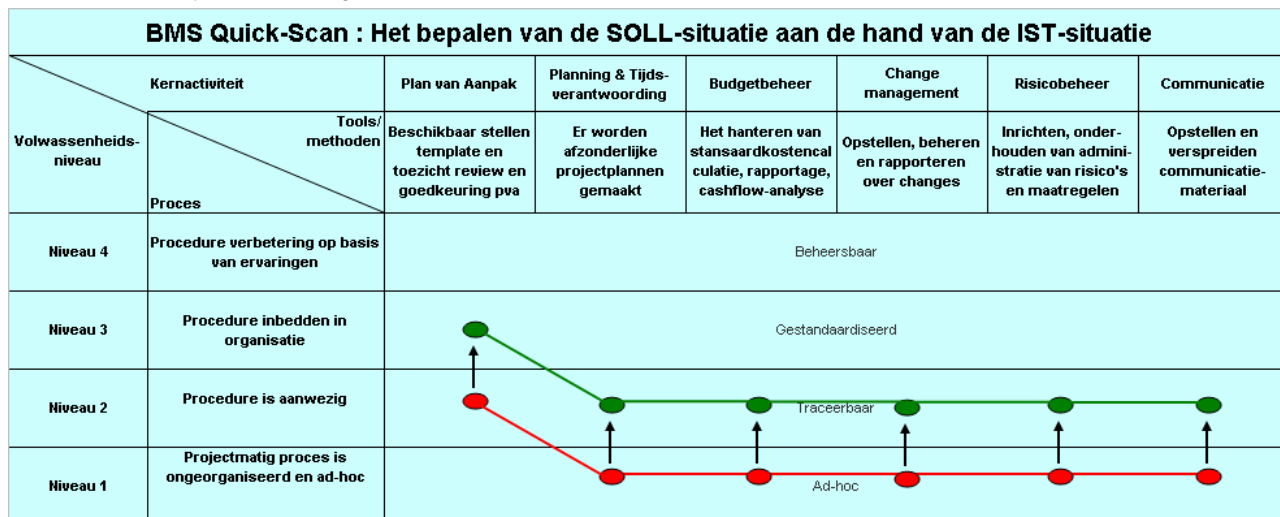 BMS Quick-Scan : Het bepalen van de SOLL-situatie aan de hand van de IST-situatie
Kernactiviteit
Plan van Aanpak
Planning & Tijds-
verantwoording
Budgetbeheer
Change
management
Risicobeheer
Communicatie
Volwassenheids-
niveau
Tools/
methoden
Proces
Beschikbaar stellen
template en
toezicht review en
goedkeuring pva
Er worden
afzonderlijke
projectplannen
gemaakt
Het hanteren van
stansaardkostencal
culatie, rapportage,
cashflow-analyse
Opstellen, beheren
en rapporteren
over changes
Inrichten, onder-
houden van admini-
stratie van risico's
en maatregelen
Opstellen en
verspreiden
communicatie-
materiaal
Niveau 4
Procedure verbetering op basis
van ervaringen
Beheersbaar
Niveau 3
Procedure inbedden in
organisatie
Gestandaardiseerd
Niveau 2
Procedure is aanwezig
Traceerbaar
Niveau 1
Projectmatig proces is
ongeorganiseerd en ad-hoc
Ad-hoc